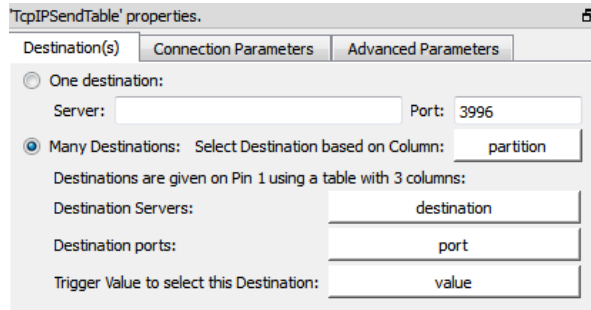 'TcpIPSendTable' properties.
Destination(s) Connection Parameters Advanced Parameters
One destination:
Server: Port: 3996
Many Destinations: Select Destination based on Column: partition
Destinations are given on Pin 1 using a table with 3 columns:
Destination Servers: destination
Destination ports: port
Trigger Value to select this Destination: value